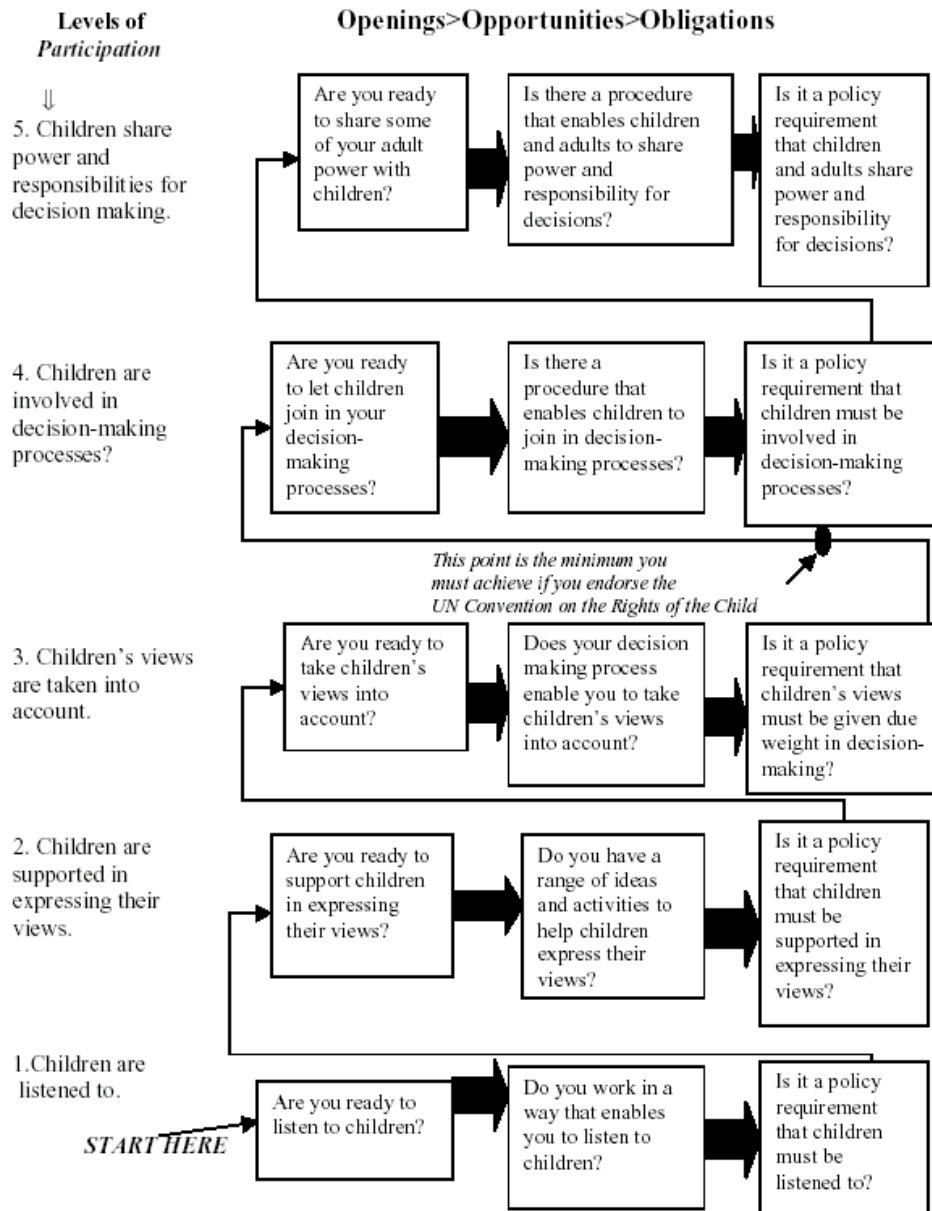 Levels of
Participation
Openings>Opportunities>Obligations
⇓
5. Children share
power and
responsibilities for
decision making.
Are you ready
to share some
of your adult
power with
children?
Is there a
procedure
that enables children
and adults to share
power and
responsibility for
decisions?
Is it a policy
requirement
that children
and adults share
power and
responsibility
for decisions?
4. Children are
involved in
decision-making
processes?
Are you ready
to let children
join in your
decision-
making
processes?
Is there a
procedure that
enables children to
join in decision-
making processes?
Is it a policy
requirement that
children must be
involved in
decision-making
processes?
This point is the minimum you
must achieve if you endorse the
UN Convention on the Rights of the Child
3. Children’s views
are taken into
account.
Are you ready to
take children’s
views into
account?
Does your decision
making process
enable you to take
children’s views
into account?
Is it a policy
requirement that
children’s views
must be given due
weight in decision-
making?
2. Children are
supported in
expressing their
views.
Are you ready to
support children
in expressing
their views?
Do you have a
range of ideas
and activities to
help children
express their
views?
Is it a policy
requirement
that children
must be
supported in
expressing their
views?
1.Children are
listened to.
START HERE
Are you ready to
listen to children?
Do you work in a
way that enables
you to listen to
children?
Is it a policy
requirement
that children
must be
listened to?